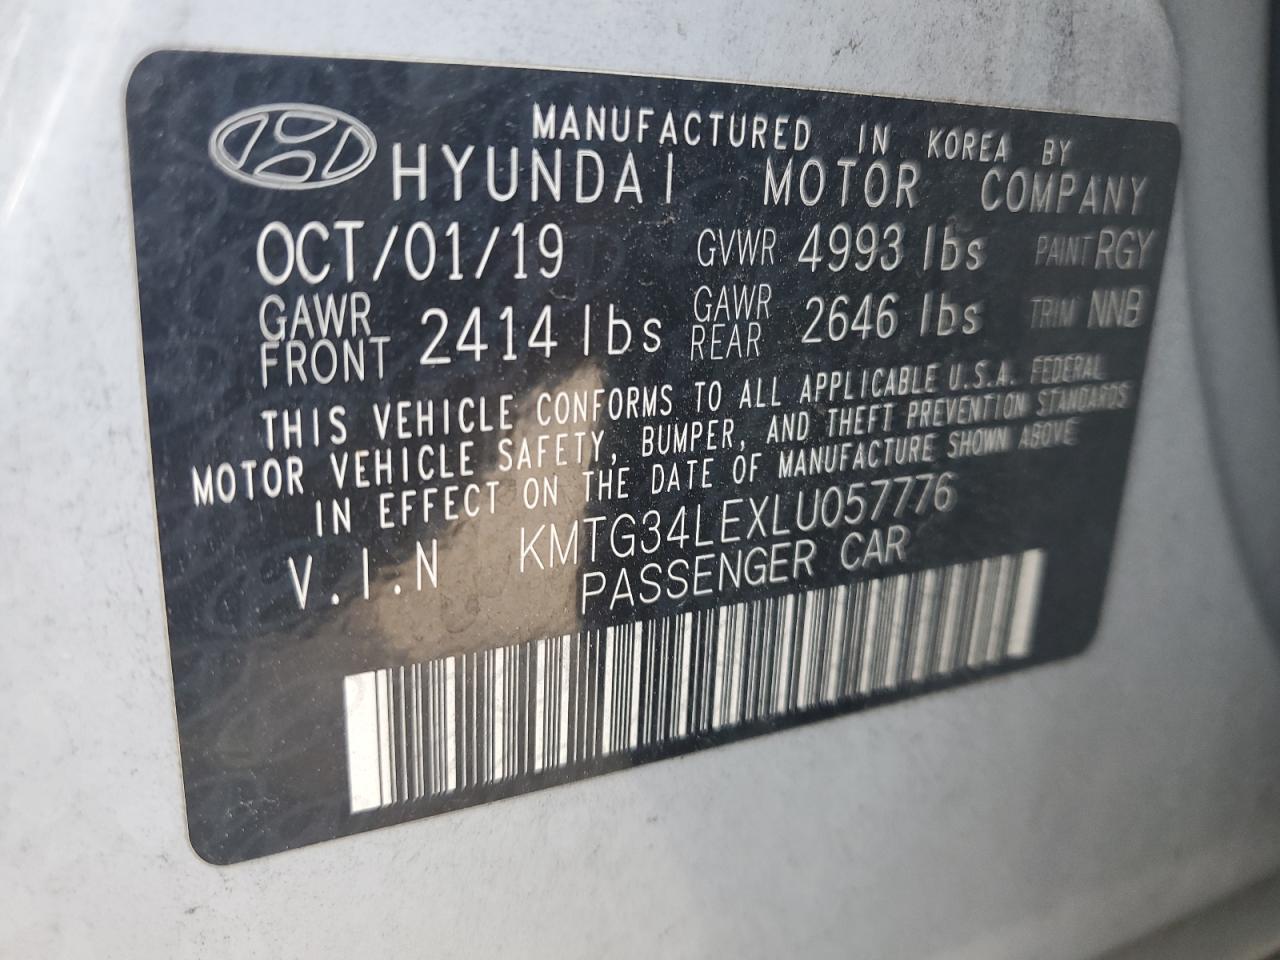 MANUFACTURED IN KOREA BY
HYUNDAI MOTOR COMPANY
OCT/01/19 GVWR 4993 lbs PAINT RGY
GAWR FRONT 2414 lbs GAWR REAR 2646 lbs TRIM NNB
THIS VEHICLE CONFORMS TO ALL APPLICABLE U.S.A. FEDERAL
MOTOR VEHICLE SAFETY, BUMPER, AND THEFT PREVENTION STANDARDS
IN EFFECT ON THE DATE OF MANUFACTURE SHOWN ABOVE
V.I.N KMTG34LEXLU057776
PASSENGER CAR